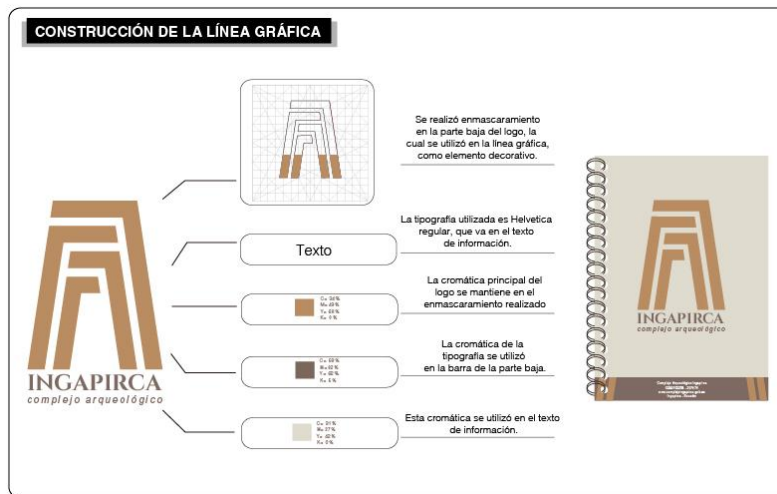 CONSTRUCCIÓN DE LA LÍNEA GRÁFICA
Se realizó enmascaramiento
en la parte baja del logo, la
cual se utilizó en la línea gráfica,
como elemento decorativo.
Texto
La tipografía utilizada es Helvetica
regular, que va en el texto
de información.
La cromática principal del
logo se mantiene en el
enmascaramiento realizado
La cromática de la
tipografía se utilizó
en la barra de la parte baja.
Esta cromática se utilizó en el texto
de información.
INGAPIRCA
complejo arqueológico
INGAPIRCA
complejo arqueológico